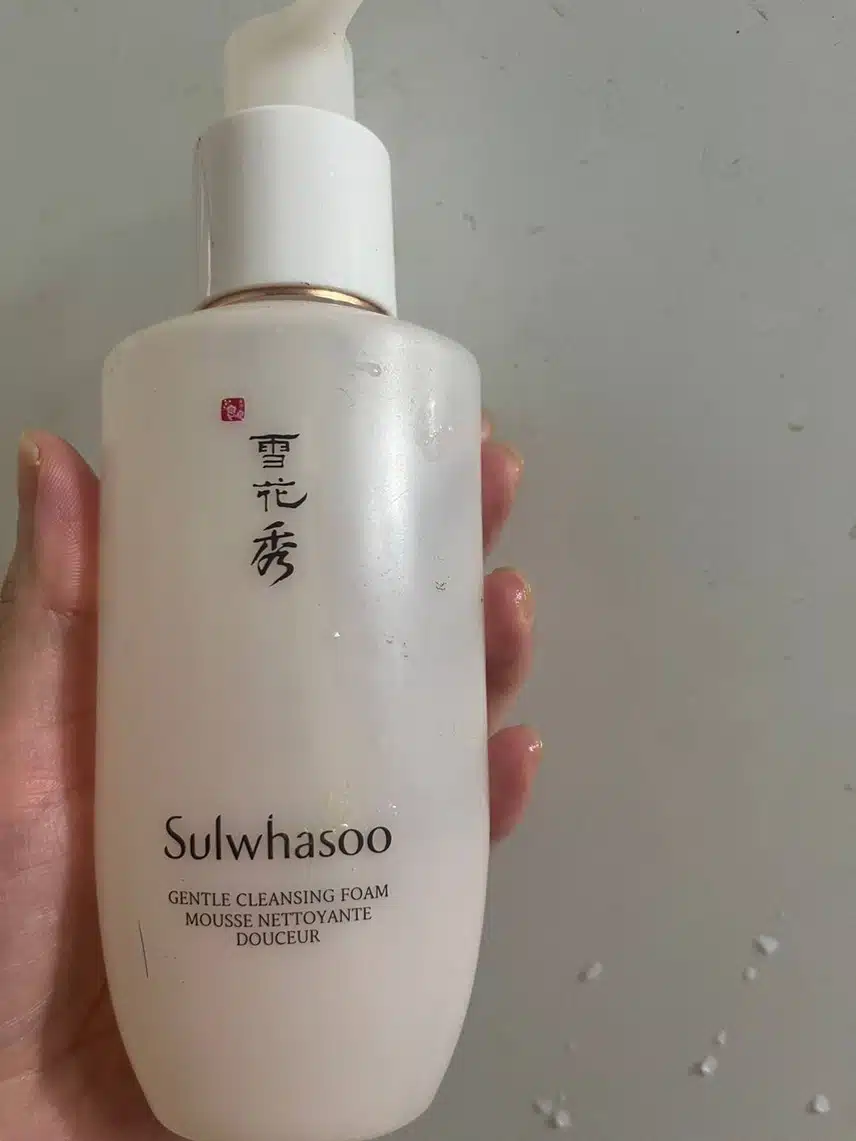 雪
花
秀
Sulwhasoo
GENTLE CLEANSING FOAM
MOUSSE NETTOYANTE
DOUCEUR